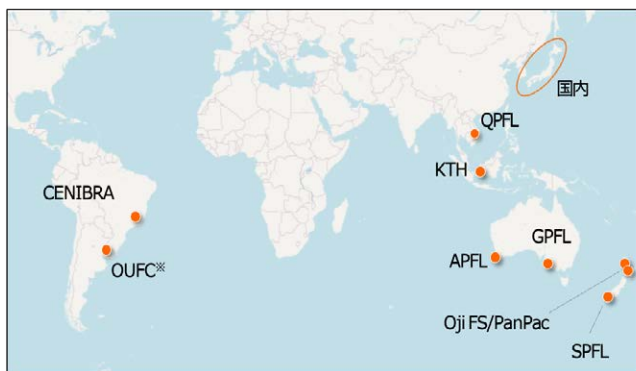 国内
QPFL
KTH
CENIBRA
GPFL
APFL
OUFC※
Oji FS/PanPac
SPFL